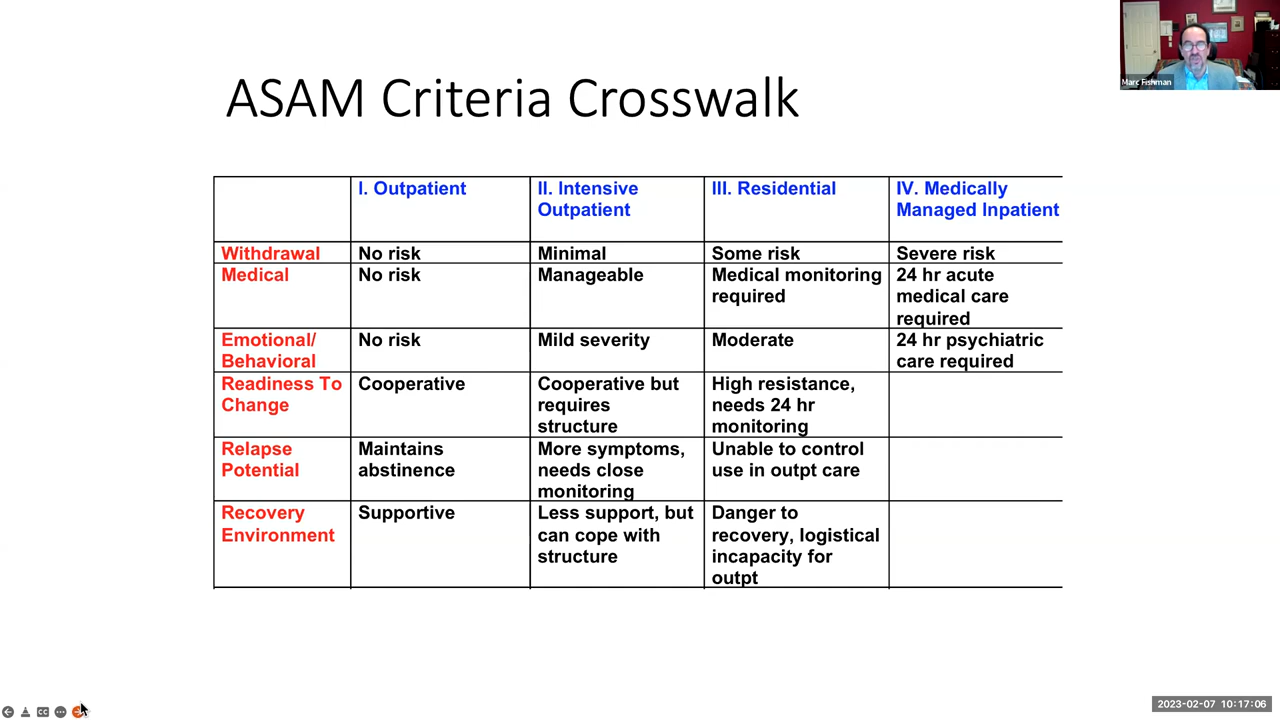 Marc Fishman
ASAM Criteria Crosswalk
I. Outpatient
II. Intensive
Outpatient
III. Residential
IV. Medically
Managed Inpatient
Withdrawal
No risk
Minimal
Some risk
Severe risk
Medical
No risk
Manageable
Medical monitoring
required
24 hr acute
medical care
required
Emotional/
Behavioral
No risk
Mild severity
Moderate
24 hr psychiatric
care required
Readiness To
Change
Cooperative
Cooperative but
requires
structure
High resistance,
needs 24 hr
monitoring
Relapse
Potential
Maintains
abstinence
More symptoms,
needs close
monitoring
Unable to control
use in outpt care
Recovery
Environment
Supportive
Less support, but
can cope with
structure
Danger to
recovery, logistical
incapacity for
outpt
CC
2023-02-07 10:17:06